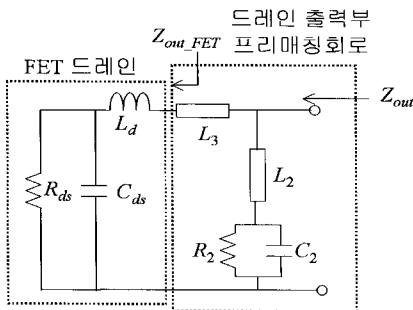 드레인 출력부
프리매칭회로
Z_out_FET
FET 드레인
Z_out
L_d
L_3
L_2
R_ds
C_ds
R_2
C_2